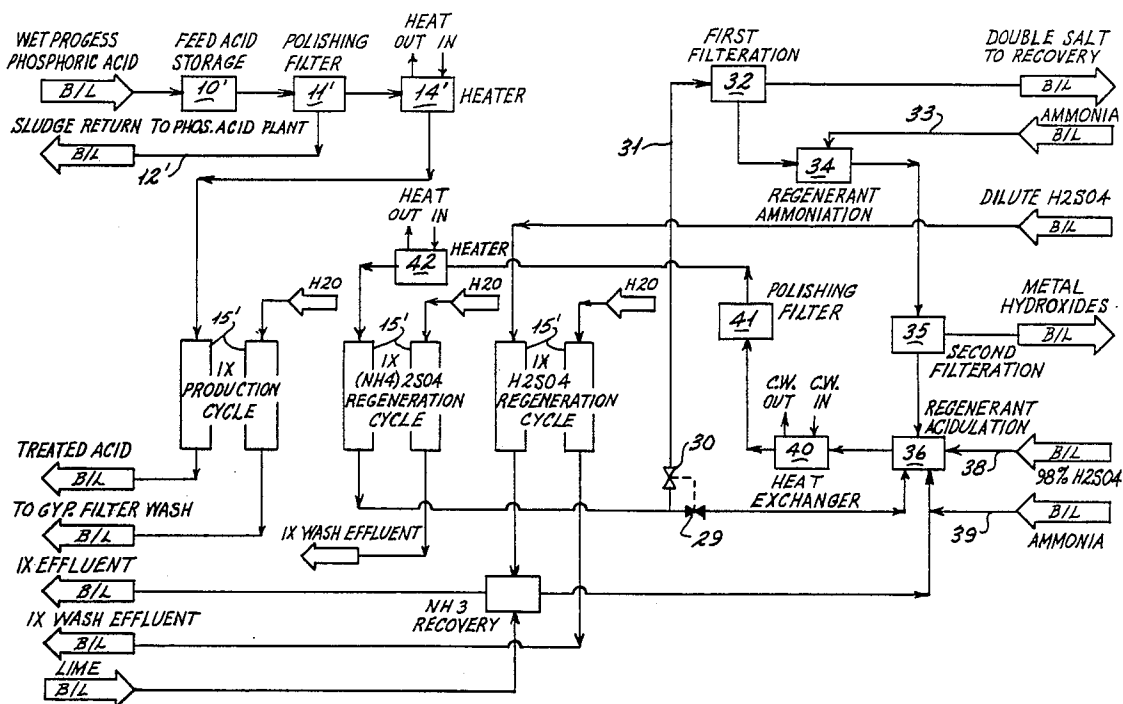 WET PROGESS
PHOSPHORIC ACID
B/L
FEED ACID
STORAGE
10'
POLISHING
FILTER
11'
HEAT
OUT IN
14'
HEATER
SLUDGE RETURN TO PHOS. ACID PLANT
B/L
12'
FIRST
FILTERATION
32
DOUBLE SALT
TO RECOVERY
B/L
31
33
AMMONIA
B/L
34
REGENERANT
AMMONIATION
DILUTE H2SO4
B/L
HEAT
OUT IN
42
HEATER
H2O
H2O
H2O
15'
15'
15'
IX
PRODUCTION
CYCLE
IX
(NH4)2SO4
REGENERATION
CYCLE
IX
H2SO4
REGENERATION
CYCLE
41
POLISHING
FILTER
35
SECOND
FILTERATION
METAL
HYDROXIDES
B/L
C.W.
OUT
C.W.
IN
40
HEAT
EXCHANGER
REGENERANT
ACIDULATION
36
38
B/L
98% H2SO4
39
B/L
AMMONIA
30
29
TREATED ACID
B/L
TO GYP. FILTER WASH
B/L
IX WASH EFFLUENT
IX EFFLUENT
B/L
NH3
RECOVERY
IX WASH EFFLUENT
B/L
LIME
B/L